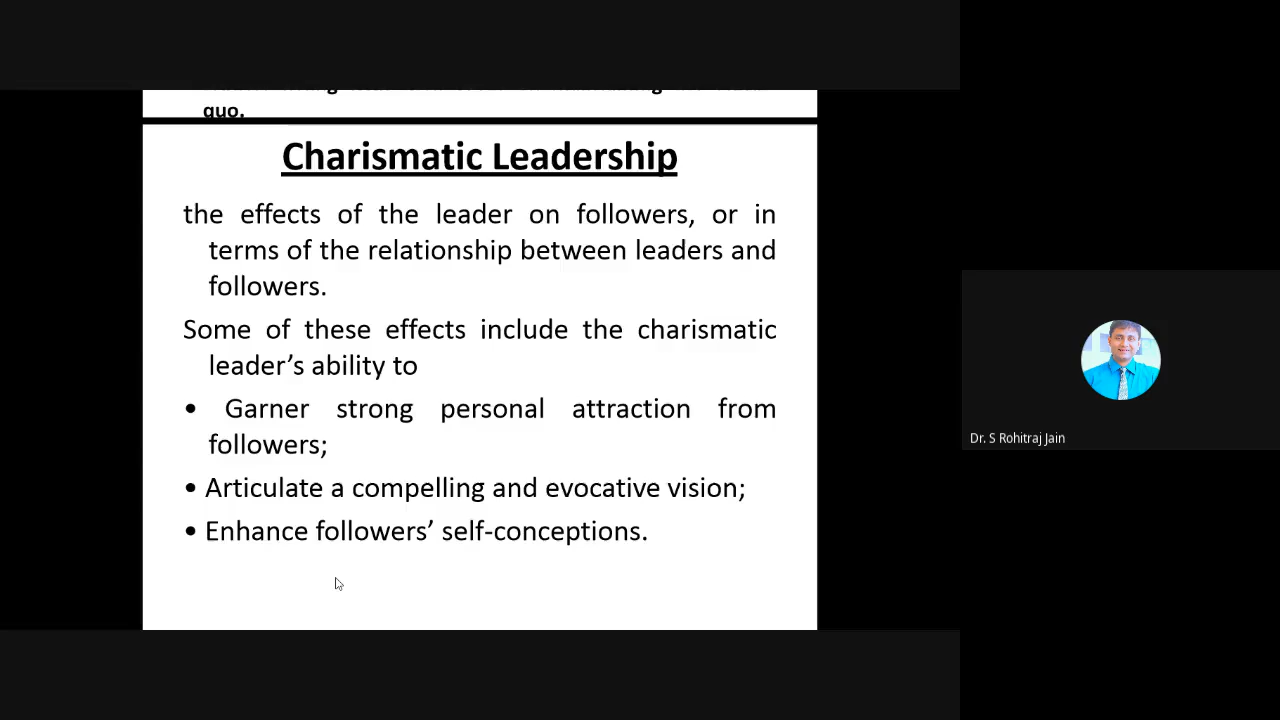 quo.
Charismatic Leadership
the effects of the leader on followers, or in
terms of the relationship between leaders and
followers.
Some of these effects include the charismatic
leader’s ability to
• Garner strong personal attraction from
followers;
• Articulate a compelling and evocative vision;
• Enhance followers’ self-conceptions.
Dr. S Rohitraj Jain